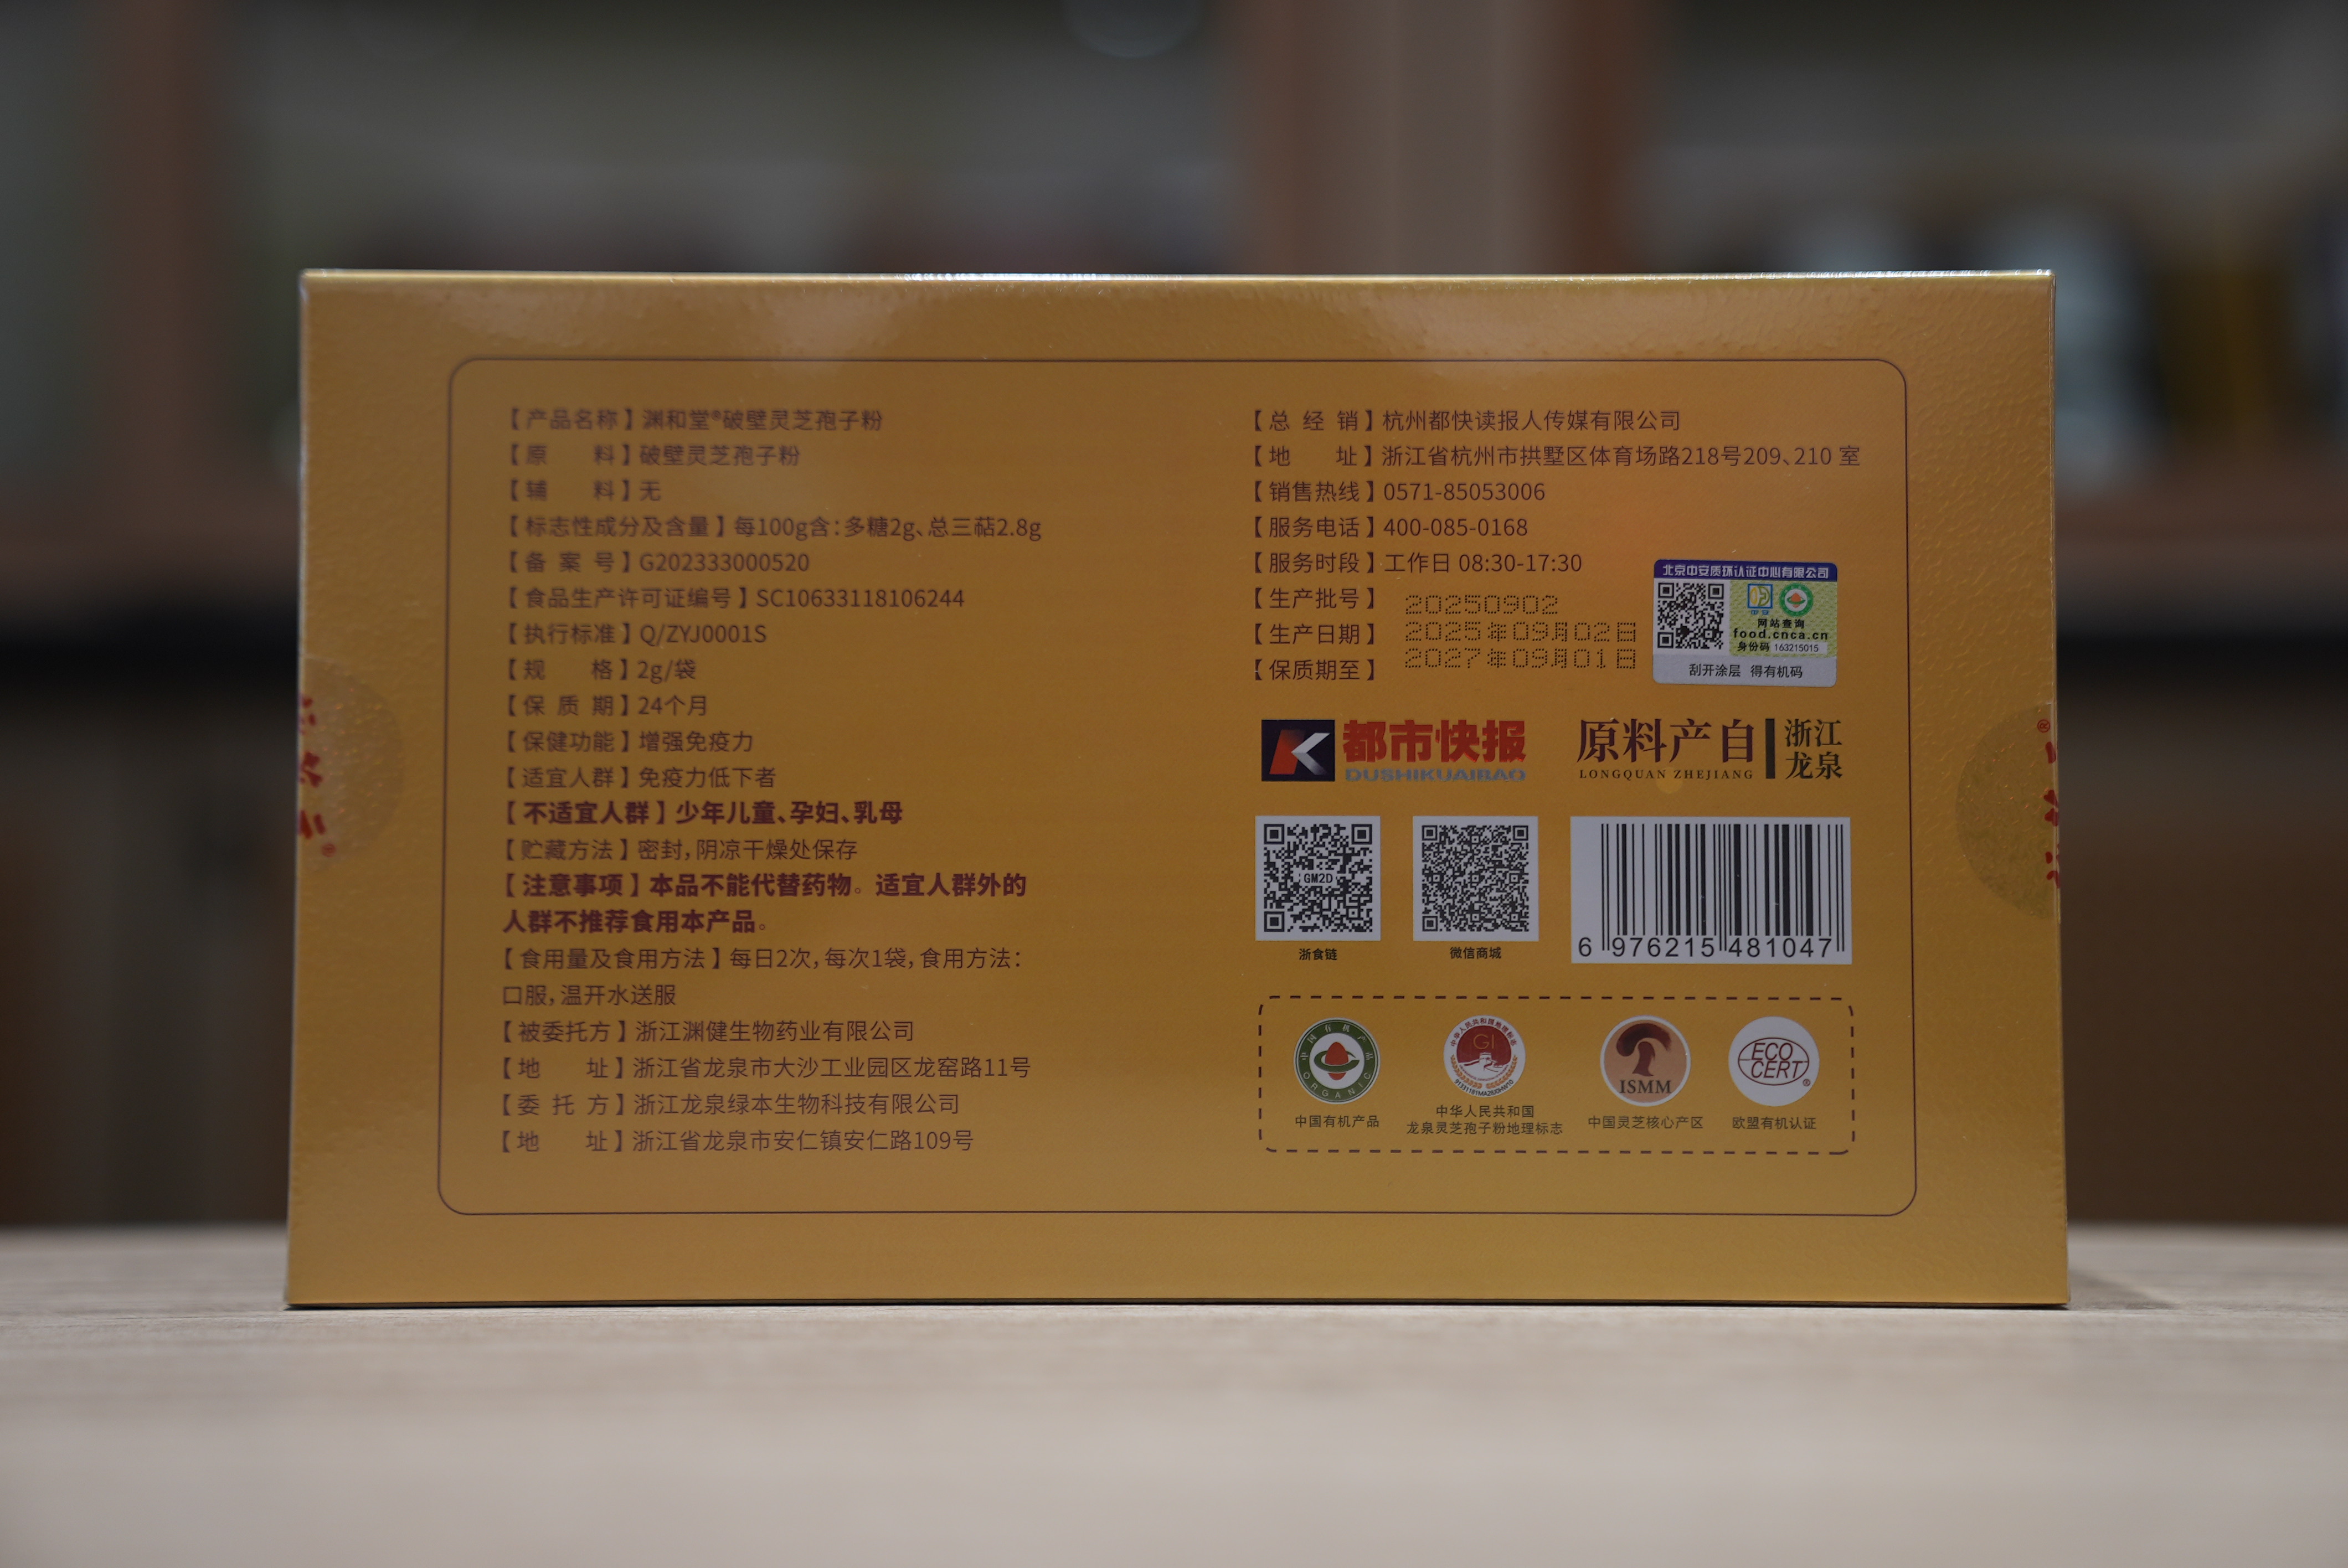 【产品名称】渊和堂®破壁灵芝孢子粉
【原 料】破壁灵芝孢子粉
【辅 料】无
【标志性成分及含量】每100g含：多糖2g、总三萜2.8g
【备 案 号】G202333000520
【食品生产许可证编号】SC10633118106244
【执行标准】Q/ZYJ0001S
【规 格】2g/袋
【保 质 期】24个月
【保健功能】增强免疫力
【适宜人群】免疫力低下者
【不适宜人群】少年儿童、孕妇、乳母
【贮藏方法】密封，阴凉干燥处保存
【注意事项】本品不能代替药物。适宜人群外的
人群不推荐食用本产品。
【食用量及食用方法】每日2次，每次1袋，食用方法：
口服，温开水送服
【被委托方】浙江渊健生物药业有限公司
【地 址】浙江省龙泉市大沙工业园区龙窑路11号
【委 托 方】浙江龙泉绿本生物科技有限公司
【地 址】浙江省龙泉市安仁镇安仁路109号
【总 经 销】杭州都快读报人传媒有限公司
【地 址】浙江省杭州市拱墅区体育场路218号209、210 室
【销售热线】0571-85053006
【服务电话】400-085-0168
【服务时段】工作日 08:30-17:30
【生产批号】20250902
【生产日期】2025年09月02日
【保质期至】2027年09月01日
北京中安质环认证中心有限公司
中安
网站查询
food.cnca.cn
身份码 163215015
刮开涂层 得有机码
都市快报
DUSHIKUAIBAO
原料产自 浙江龙泉
LONGQUAN ZHEJIANG
GM2D
浙食链
微信商城
6 976215 481047
中国有机产品
ORGANIC
中国有机产品
GI
中华人民共和国
龙泉灵芝孢子粉地理标志
ISMM
中国灵芝核心产区
ECO
CERT®
欧盟有机认证